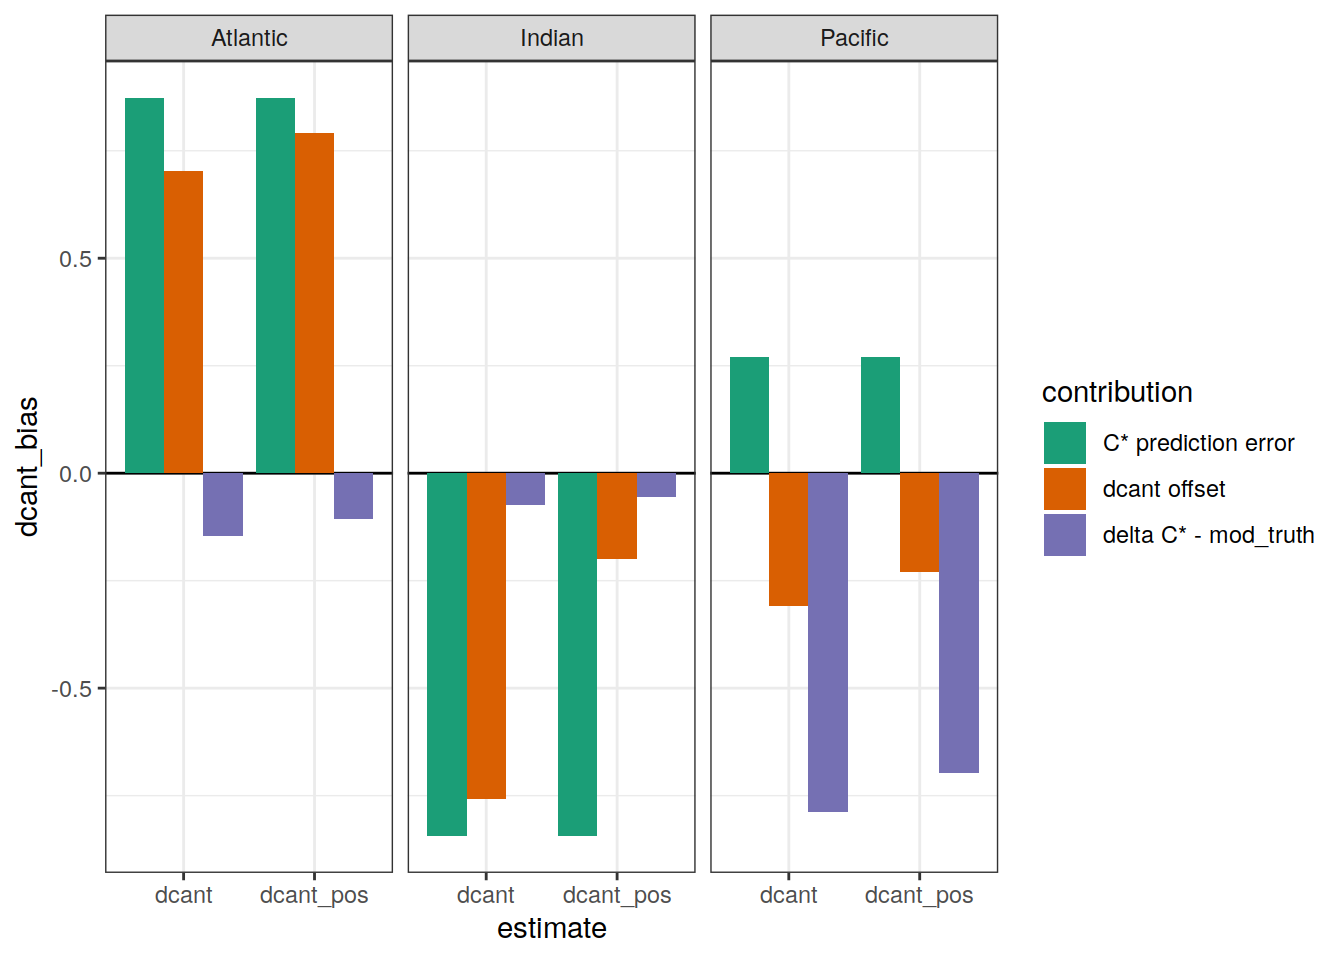 Atlantic
Indian
Pacific
0.5
0.0
-0.5
dcant_bias
dcant
dcant_pos
dcant
dcant_pos
dcant
dcant_pos
estimate
contribution
C* prediction error
dcant offset
delta C* - mod_truth